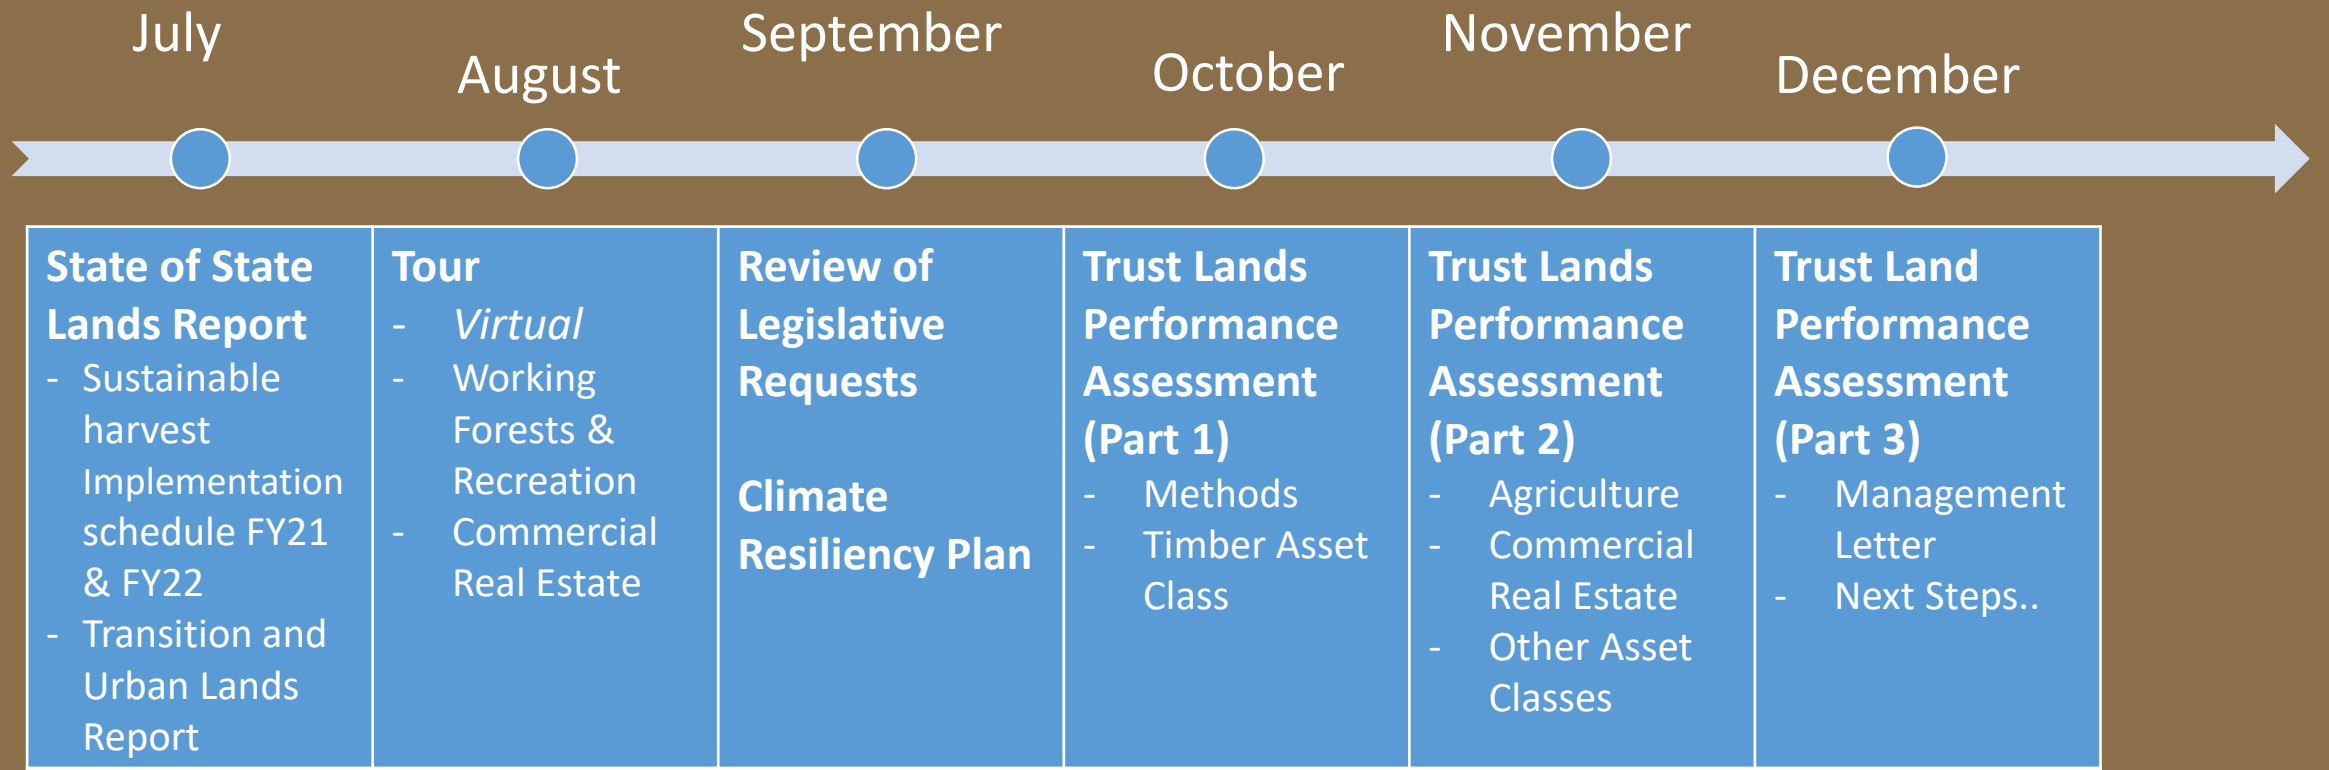 July
August
September
October
November
December
State of State
Lands Report
- Sustainable
harvest
Implementation
schedule FY21
& FY22
- Transition and
Urban Lands
Report
Tour
- Virtual
- Working
Forests &
Recreation
- Commercial
Real Estate
Review of
Legislative
Requests
Climate
Resiliency Plan
Trust Lands
Performance
Assessment
(Part 1)
- Methods
- Timber Asset
Class
Trust Lands
Performance
Assessment
(Part 2)
- Agriculture
- Commercial
Real Estate
- Other Asset
Classes
Trust Land
Performance
Assessment
(Part 3)
- Management
Letter
- Next Steps..